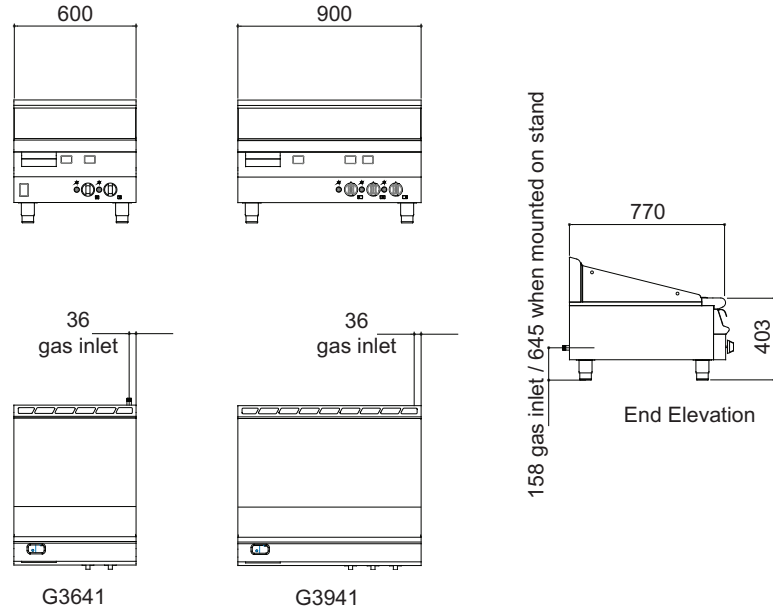 600
900
158 gas inlet / 645 when mounted on stand
770
403
End Elevation
36
gas inlet
36
gas inlet
G3641
G3941